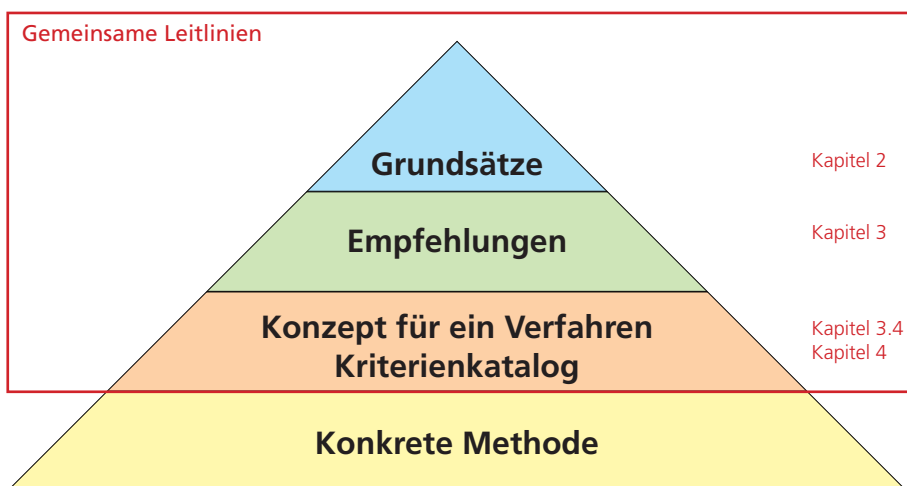 Gemeinsame Leitlinien
Grundsätze
Kapitel 2
Empfehlungen
Kapitel 3
Konzept für ein Verfahren
Kriterienkatalog
Kapitel 3.4
Kapitel 4
Konkrete Methode